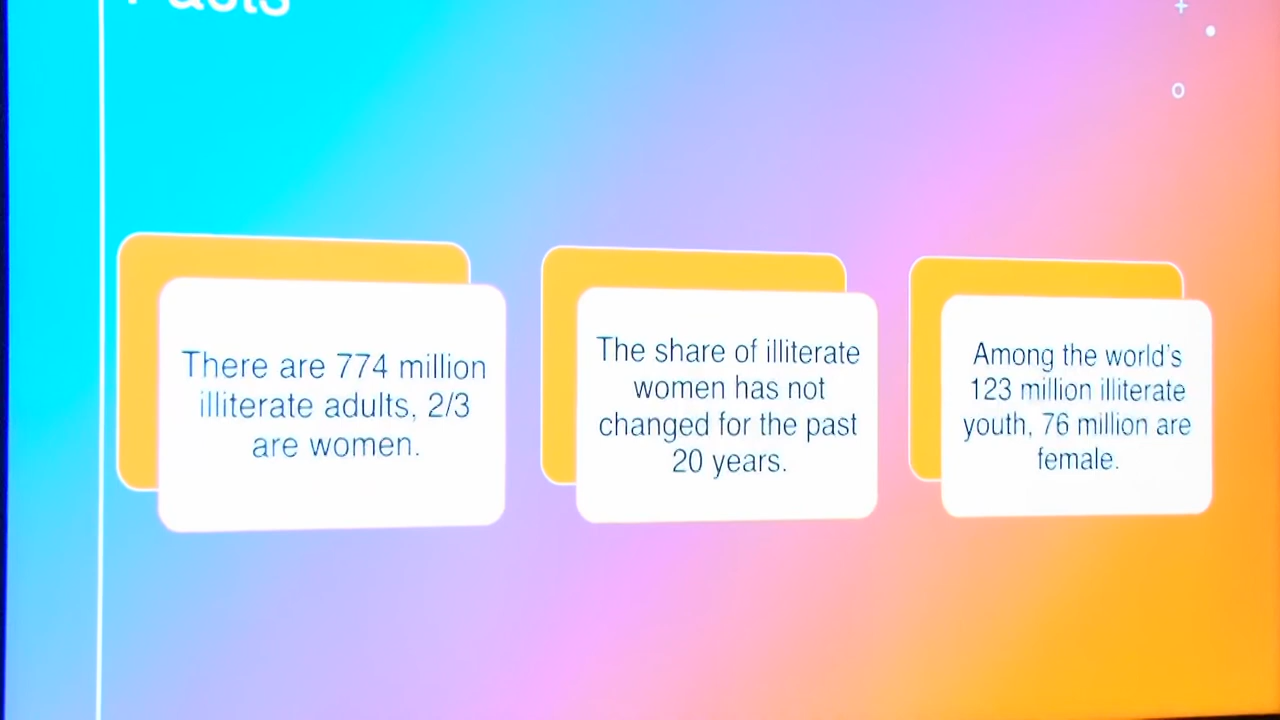 Facts
There are 774 million
illiterate adults, 2/3
are women.
The share of illiterate
women has not
changed for the past
20 years.
Among the world's
123 million illiterate
youth, 76 million are
female.